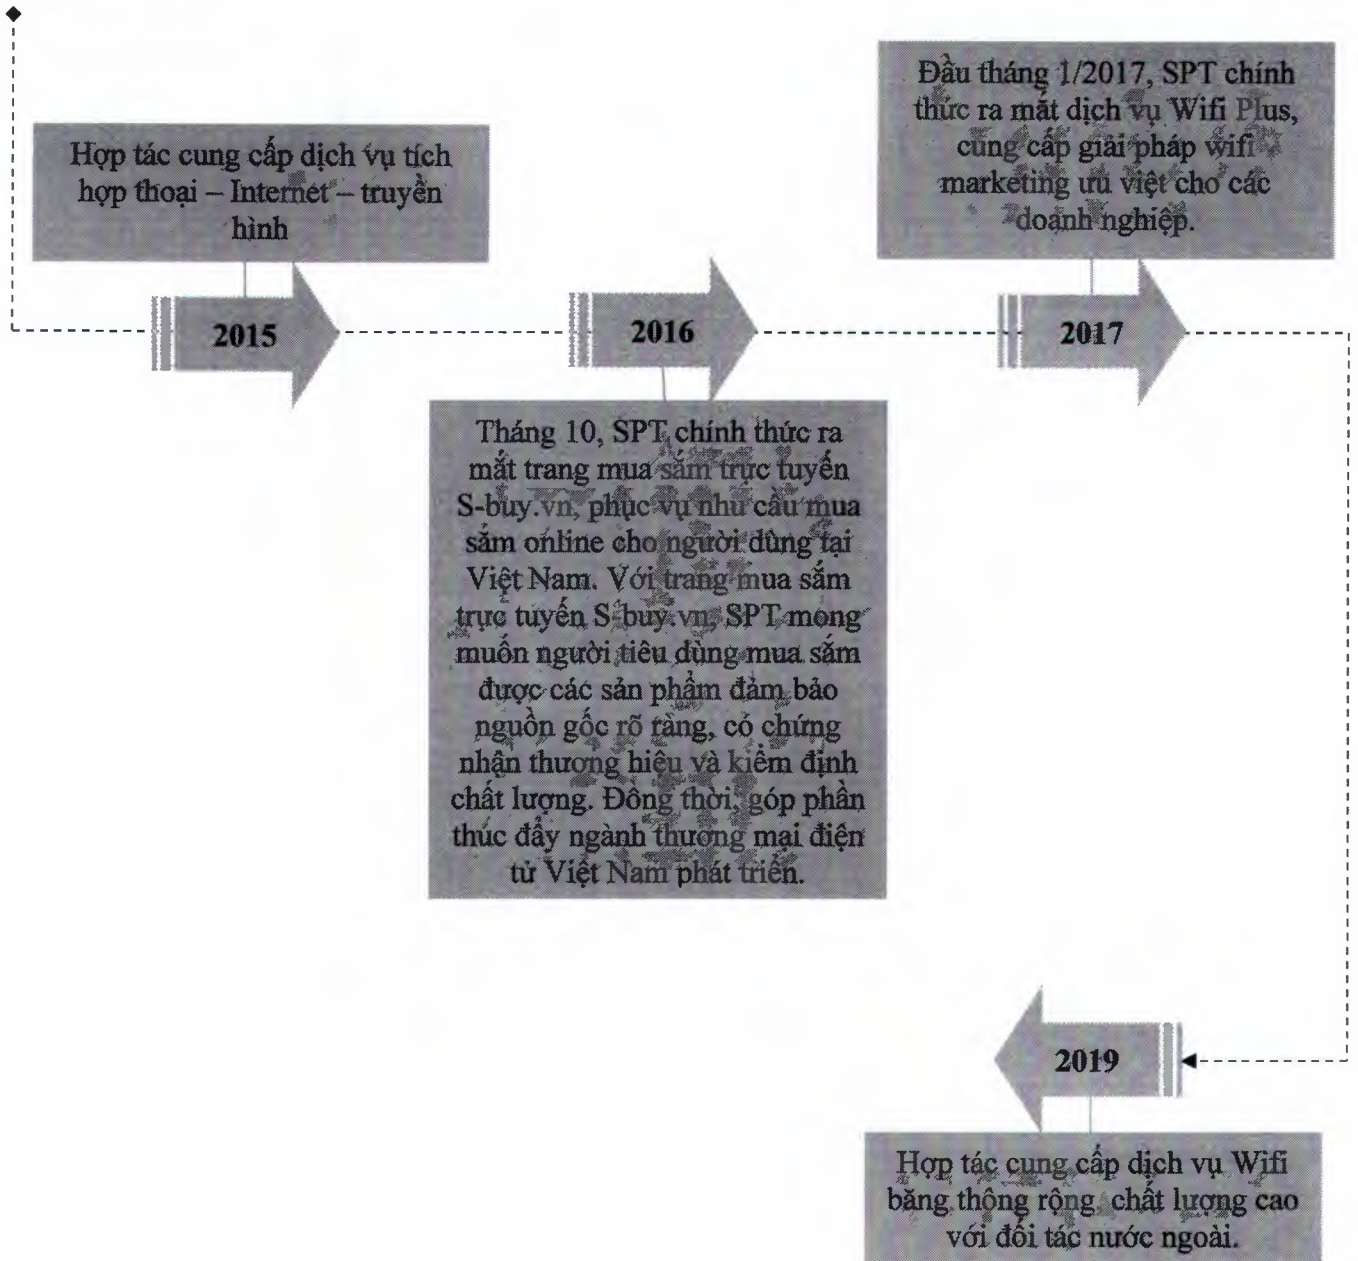 Hợp tác cung cấp dịch vụ tích
hợp thoại – Internet – truyền
hình
2015
Tháng 10, SPT chính thức ra
mắt trang mua sắm trực tuyến
S-buy.vn, phục vụ nhu cầu mua
sắm online cho người dùng tại
Việt Nam. Với trang mua sắm
trực tuyến S-buy.vn, SPT mong
muốn người tiêu dùng mua sắm
được các sản phẩm đảm bảo
nguồn gốc rõ ràng, có chứng
nhận thương hiệu và kiểm định
chất lượng. Đồng thời, góp phần
thúc đẩy ngành thương mại điện
tử Việt Nam phát triển.
2016
Đầu tháng 1/2017, SPT chính
thức ra mắt dịch vụ Wifi Plus,
cung cấp giải pháp wifi
marketing ưu việt cho các
doanh nghiệp.
2017
2019
Hợp tác cung cấp dịch vụ Wifi
băng thông rộng chất lượng cao
với đối tác nước ngoài.